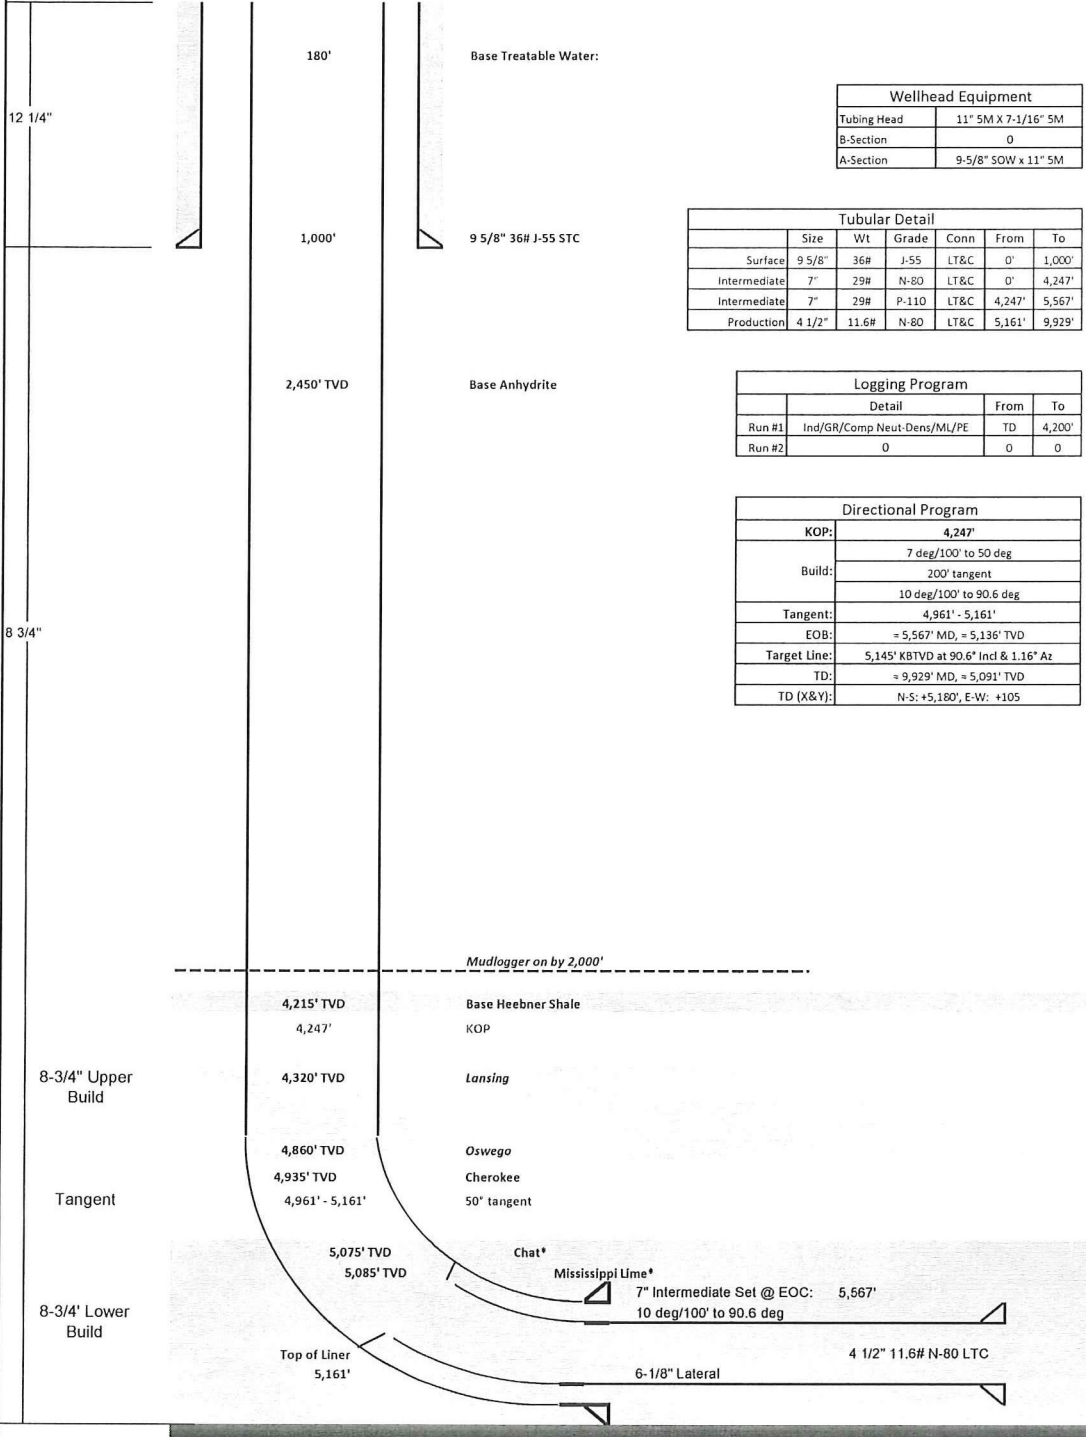 180'
Base Treatable Water:
Wellhead Equipment
Tubing Head 11" 5M X 7-1/16" 5M
B-Section 0
A-Section 9-5/8" SOW x 11" 5M
12 1/4"
1,000'
9 5/8" 36# J-55 STC
Tubular Detail
Size Wt Grade Conn From To
Surface 9 5/8" 36# J-55 LT&C 0' 1,000'
Intermediate 7" 29# N-80 LT&C 0' 4,247'
Intermediate 7" 29# P-110 LT&C 4,247' 5,567'
Production 4 1/2" 11.6# N-80 LT&C 5,161' 9,929'
2,450' TVD
Base Anhydrite
Logging Program
Detail From To
Run #1 Ind/GR/Comp Neut-Dens/ML/PE TD 4,200'
Run #2 0 0 0
Directional Program
KOP: 4,247'
Build: 7 deg/100' to 50 deg
200' tangent
10 deg/100' to 90.6 deg
Tangent: 4,961' - 5,161'
EOB: ≈ 5,567' MD, ≈ 5,136' TVD
Target Line: 5,145' KBTVD at 90.6° Incl & 1.16° Az
TD: ≈ 9,929' MD, ≈ 5,091' TVD
TD (X&Y): N-S: +5,180', E-W: +105
8 3/4"
Mudlogger on by 2,000'
4,215' TVD
Base Heebner Shale
4,247'
KOP
8-3/4" Upper
Build
4,320' TVD
Lansing
4,860' TVD
Oswego
4,935' TVD
Cherokee
Tangent
4,961' - 5,161'
50° tangent
5,075' TVD
Chat*
5,085' TVD
Mississippi Lime*
7" Intermediate Set @ EOC: 5,567'
10 deg/100' to 90.6 deg
8-3/4' Lower
Build
Top of Liner
5,161'
4 1/2" 11.6# N-80 LTC
6-1/8" Lateral